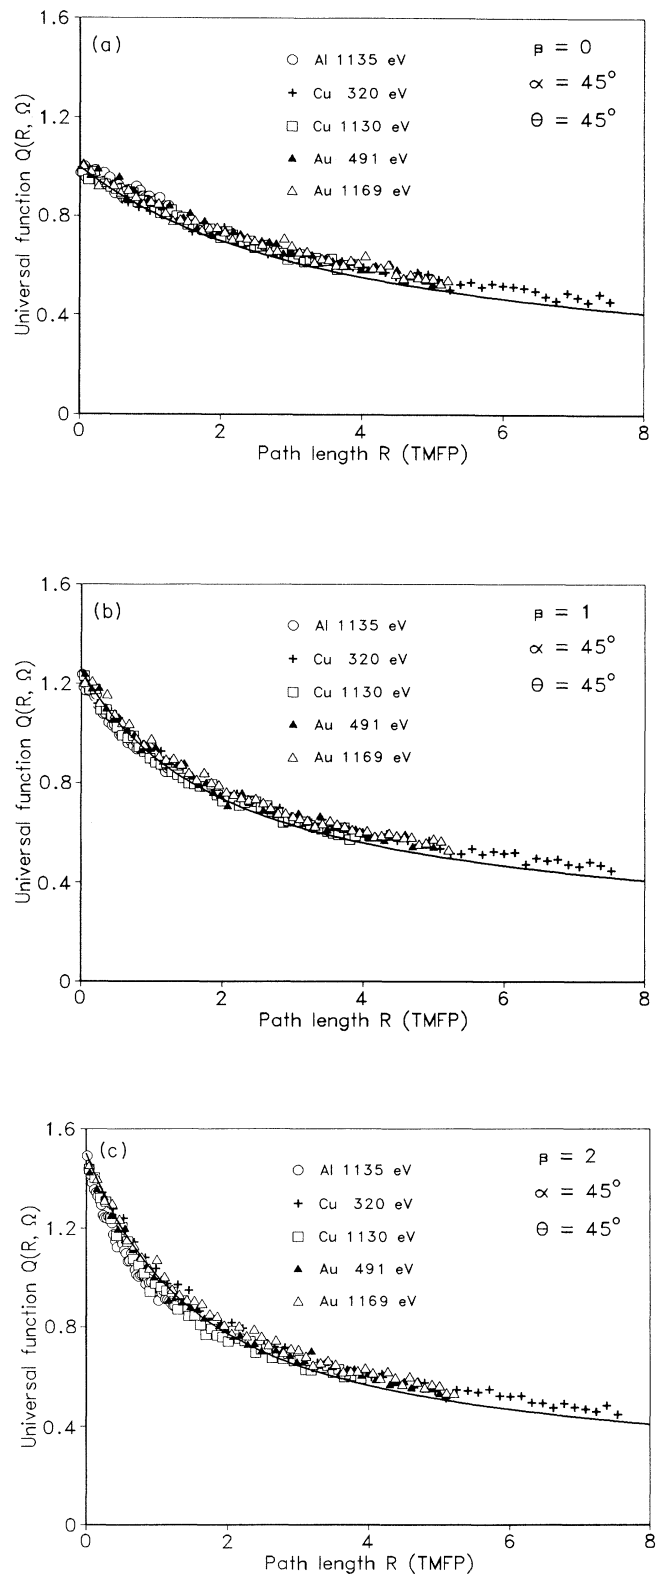 1.6
(a)
β = 0
Al 1135 eV
α = 45°
Cu 320 eV
1.2
θ = 45°
Cu 1130 eV
Au 491 eV
Au 1169 eV
0.8
0.4
0
0 2 4 6 8
Universal function Q(R, Ω)
Path length R (TMFP)
1.6
(b)
β = 1
Al 1135 eV
α = 45°
Cu 320 eV
1.2
θ = 45°
Cu 1130 eV
Au 491 eV
Au 1169 eV
0.8
0.4
0
0 2 4 6 8
Universal function Q(R, Ω)
Path length R (TMFP)
1.6
(c)
β = 2
Al 1135 eV
α = 45°
Cu 320 eV
1.2
θ = 45°
Cu 1130 eV
Au 491 eV
Au 1169 eV
0.8
0.4
0
0 2 4 6 8
Universal function Q(R, Ω)
Path length R (TMFP)